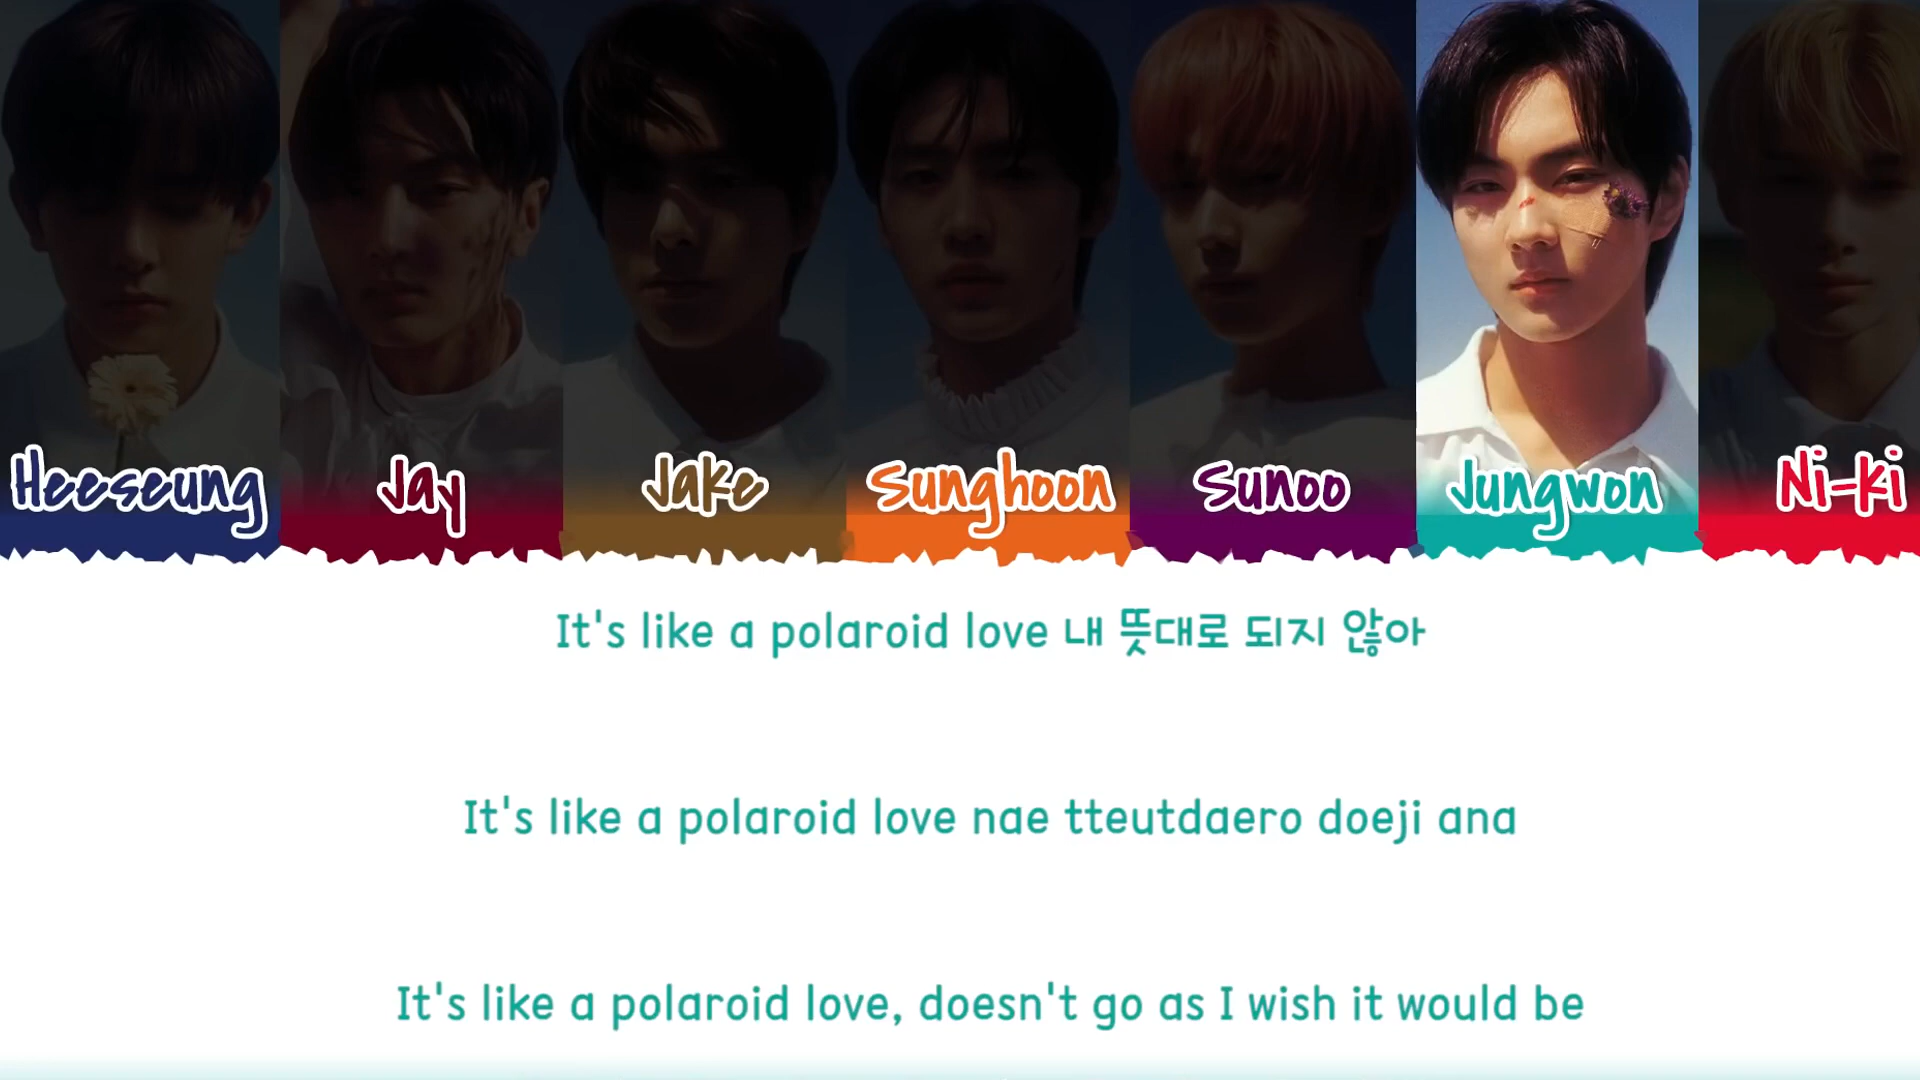 Heeseung Jay Jake Sunghoon Sunoo Jungwon Ni-ki
It's like a polaroid love 내 뜻대로 되지 않아
It's like a polaroid love nae tteutdaero doeji ana
It's like a polaroid love, doesn't go as I wish it would be